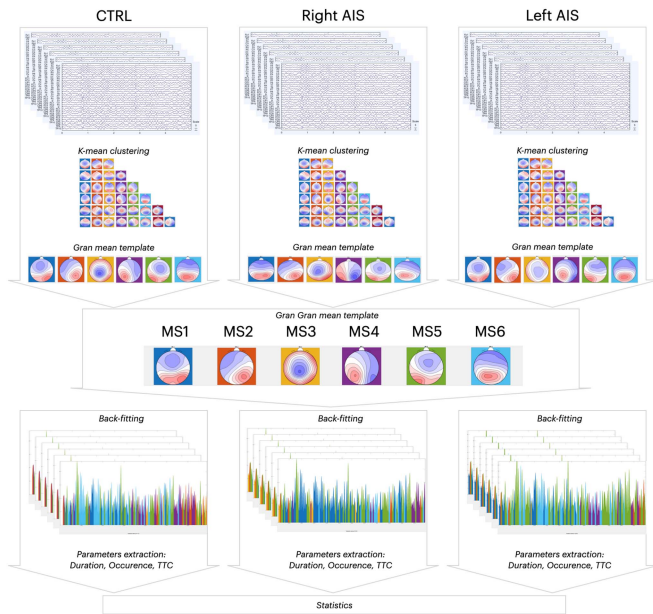 CTRL Right AIS Left AIS
K-mean clustering K-mean clustering K-mean clustering
Gran mean template Gran mean template Gran mean template
Gran Gran mean template
MS1 MS2 MS3 MS4 MS5 MS6
Back-fitting Back-fitting Back-fitting
Parameters extraction: Parameters extraction: Parameters extraction:
Duration, Occurence, TTC Duration, Occurence, TTC Duration, Occurence, TTC
Statistics